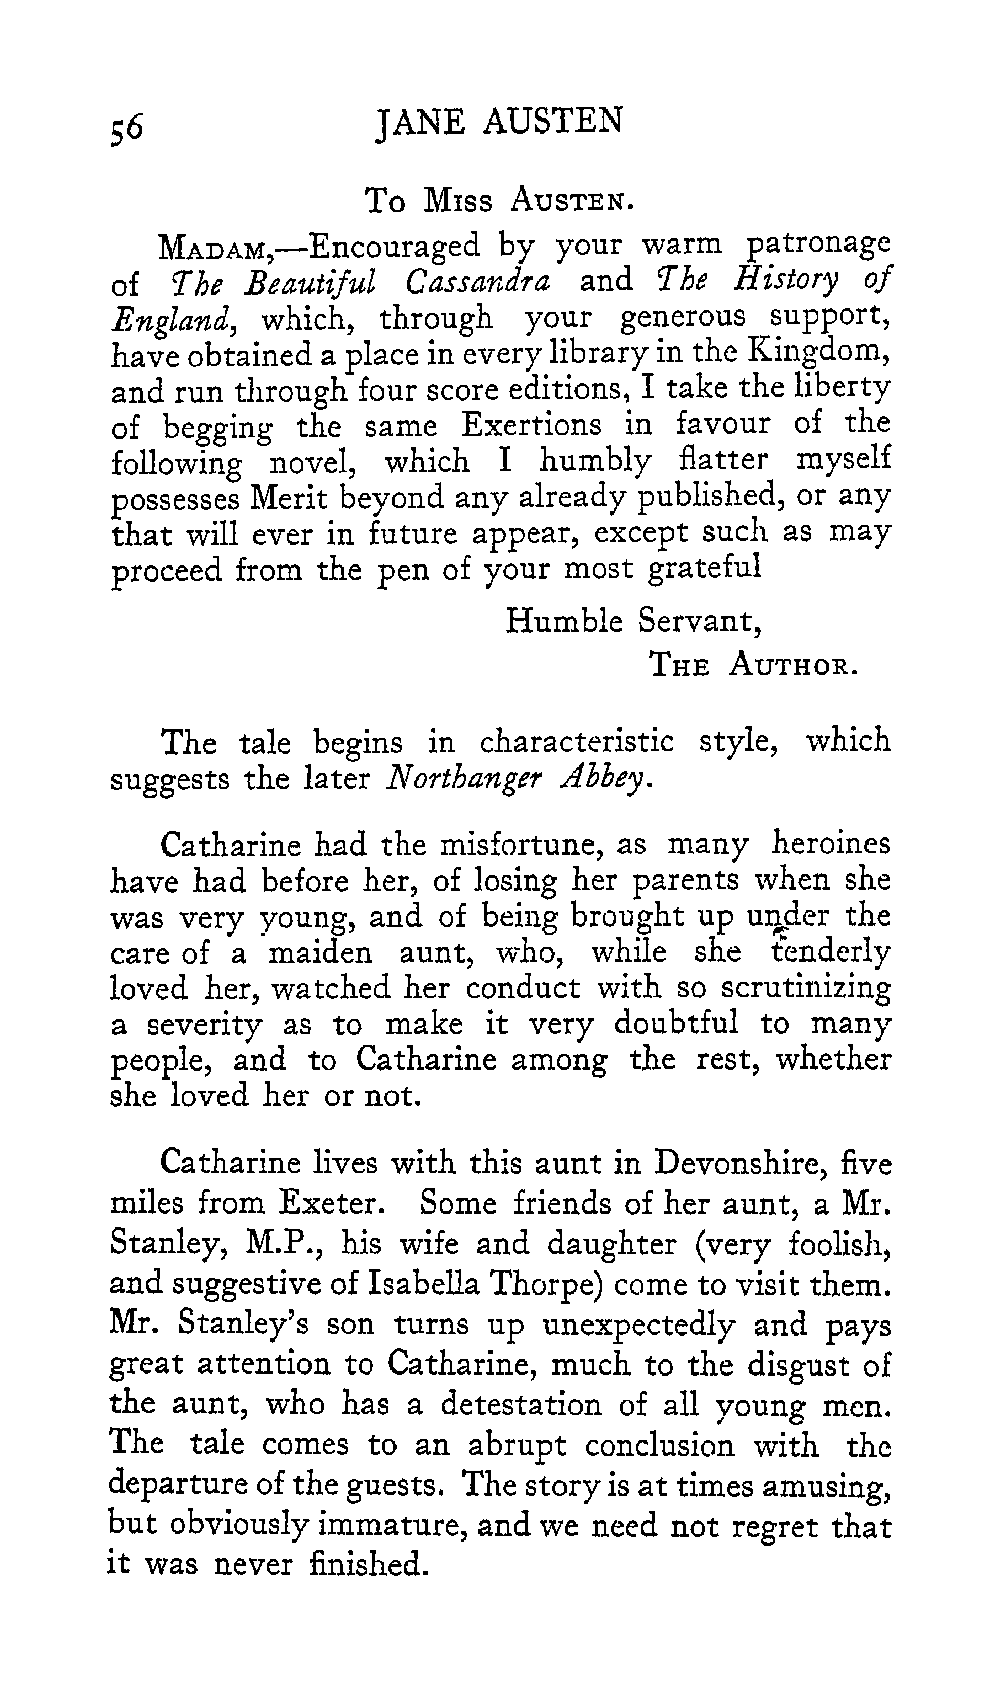 56 JANE AUSTEN
To Miss Austen.
Madam,—Encouraged by your warm patronage
of The Beautiful Cassandra and The History of
England, which, through your generous support,
have obtained a place in every library in the Kingdom,
and run through four score editions, I take the liberty
of begging the same Exertions in favour of the
following novel, which I humbly flatter myself
possesses Merit beyond any already published, or any
that will ever in future appear, except such as may
proceed from the pen of your most grateful
Humble Servant,
The Author.
The tale begins in characteristic style, which
suggests the later Northanger Abbey.
Catharine had the misfortune, as many heroines
have had before her, of losing her parents when she
was very young, and of being brought up under the
care of a maiden aunt, who, while she tenderly
loved her, watched her conduct with so scrutinizing
a severity as to make it very doubtful to many
people, and to Catharine among the rest, whether
she loved her or not.
Catharine lives with this aunt in Devonshire, five
miles from Exeter. Some friends of her aunt, a Mr.
Stanley, M.P., his wife and daughter (very foolish,
and suggestive of Isabella Thorpe) come to visit them.
Mr. Stanley's son turns up unexpectedly and pays
great attention to Catharine, much to the disgust of
the aunt, who has a detestation of all young men.
The tale comes to an abrupt conclusion with the
departure of the guests. The story is at times amusing,
but obviously immature, and we need not regret that
it was never finished.